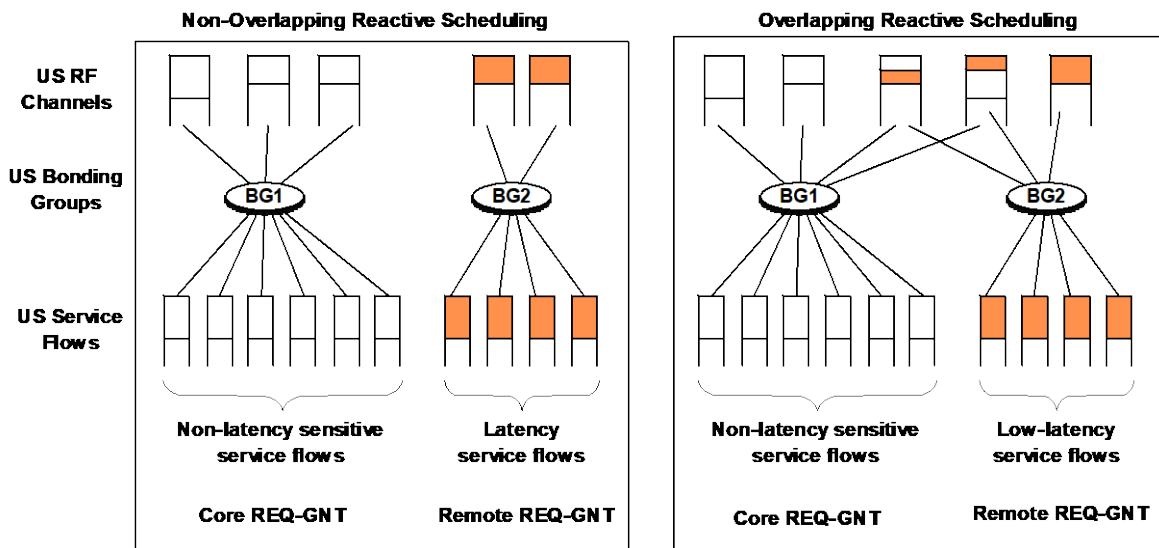 Non-Overlapping Reactive Scheduling
Overlapping Reactive Scheduling
US RF
Channels
US Bonding
Groups
BG1
BG2
BG1
BG2
US Service
Flows
Non-latency sensitive
service flows
Latency
service flows
Non-latency sensitive
service flows
Low-latency
service flows
Core REQ-GNT
Remote REQ-GNT
Core REQ-GNT
Remote REQ-GNT